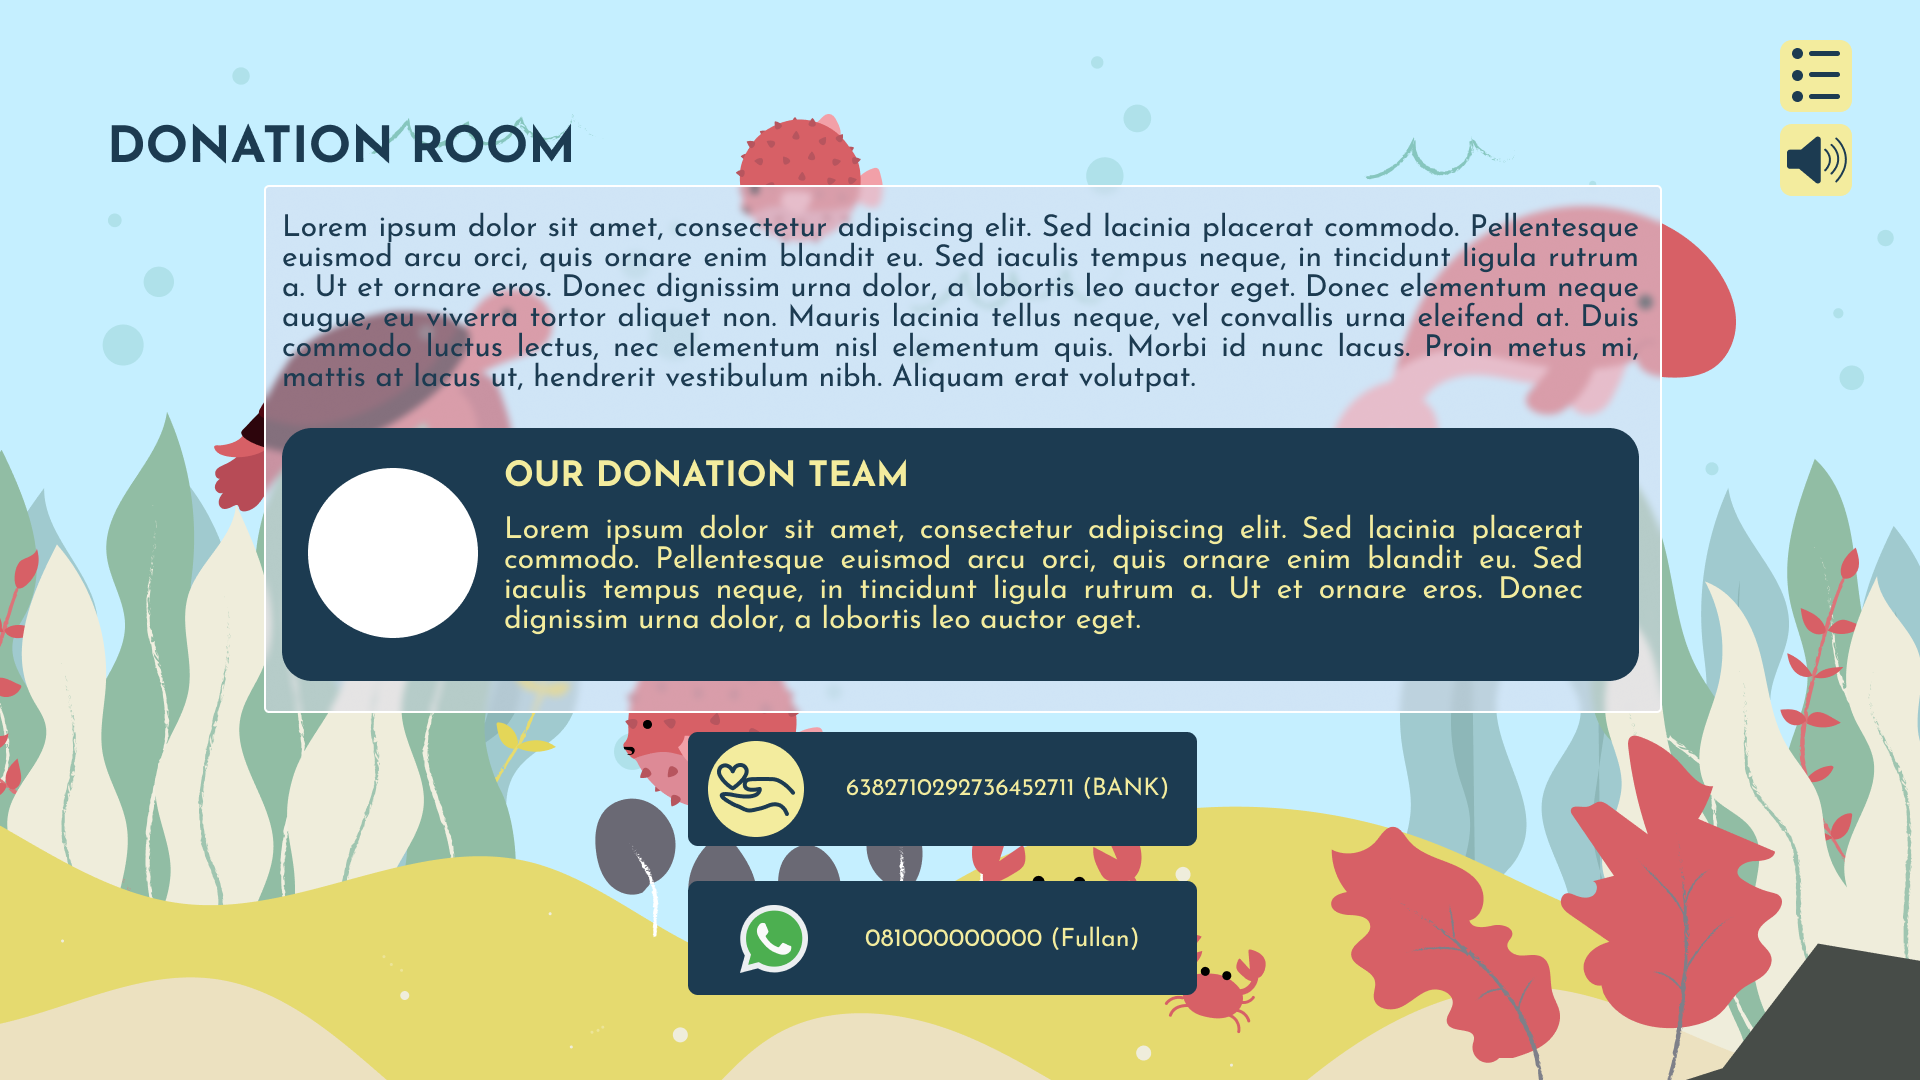 DONATION ROOM
Lorem ipsum dolor sit amet, consectetur adipiscing elit. Sed lacinia placerat commodo. Pellentesque
euismod arcu orci, quis ornare enim blandit eu. Sed iaculis tempus neque, in tincidunt ligula rutrum
a. Ut et ornare eros. Donec dignissim urna dolor, a lobortis leo auctor eget. Donec elementum neque
augue, eu viverra tortor aliquet non. Mauris lacinia tellus neque, vel convallis urna eleifend at. Duis
commodo luctus lectus, nec elementum nisl elementum quis. Morbi id nunc lacus. Proin metus mi,
mattis at lacus ut, hendrerit vestibulum nibh. Aliquam erat volutpat.
OUR DONATION TEAM
Lorem ipsum dolor sit amet, consectetur adipiscing elit. Sed lacinia placerat
commodo. Pellentesque euismod arcu orci, quis ornare enim blandit eu. Sed
iaculis tempus neque, in tincidunt ligula rutrum a. Ut et ornare eros. Donec
dignissim urna dolor, a lobortis leo auctor eget.
6382710292736452711 (BANK)
081000000000 (Fullan)